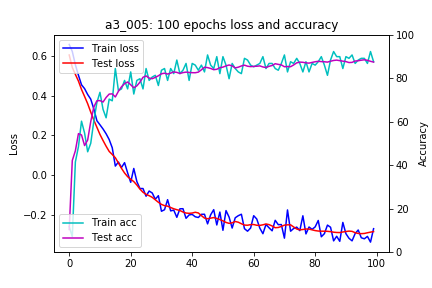 a3_005: 100 epochs loss and accuracy
Train loss
Test loss
Train acc
Test acc
Loss
Accuracy
0.6
0.4
0.2
0.0
−0.2
100
80
60
40
20
0
0 20 40 60 80 100